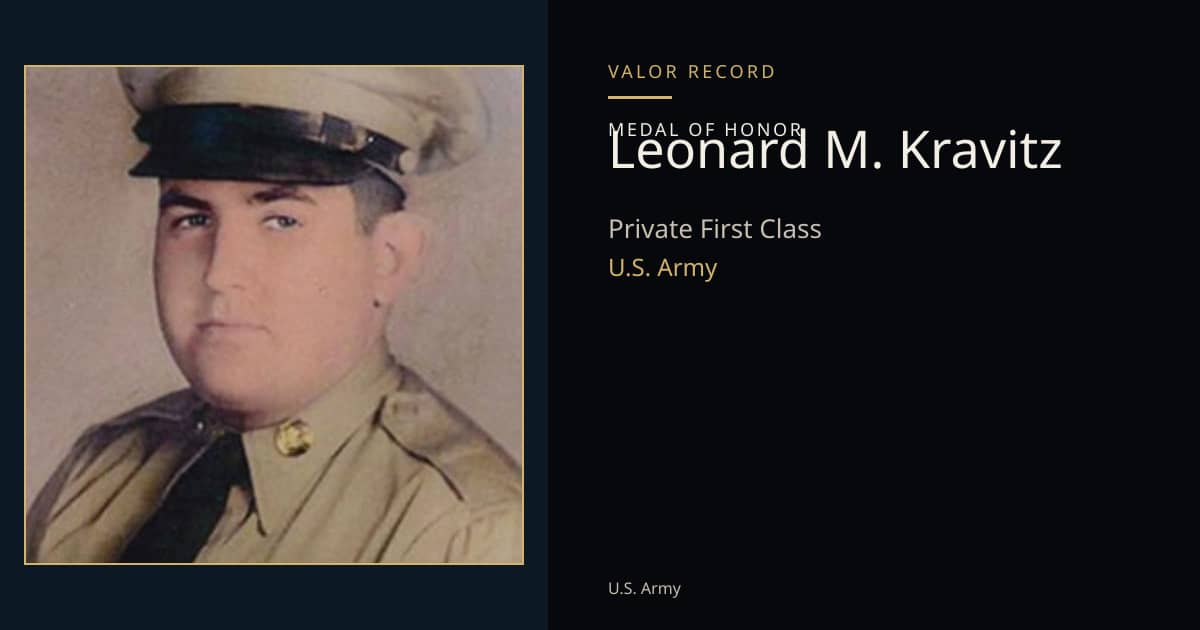 VALOR RECORD
MEDAL OF HONOR
Leonard M. Kravitz
Private First Class
U.S. Army
U.S. Army